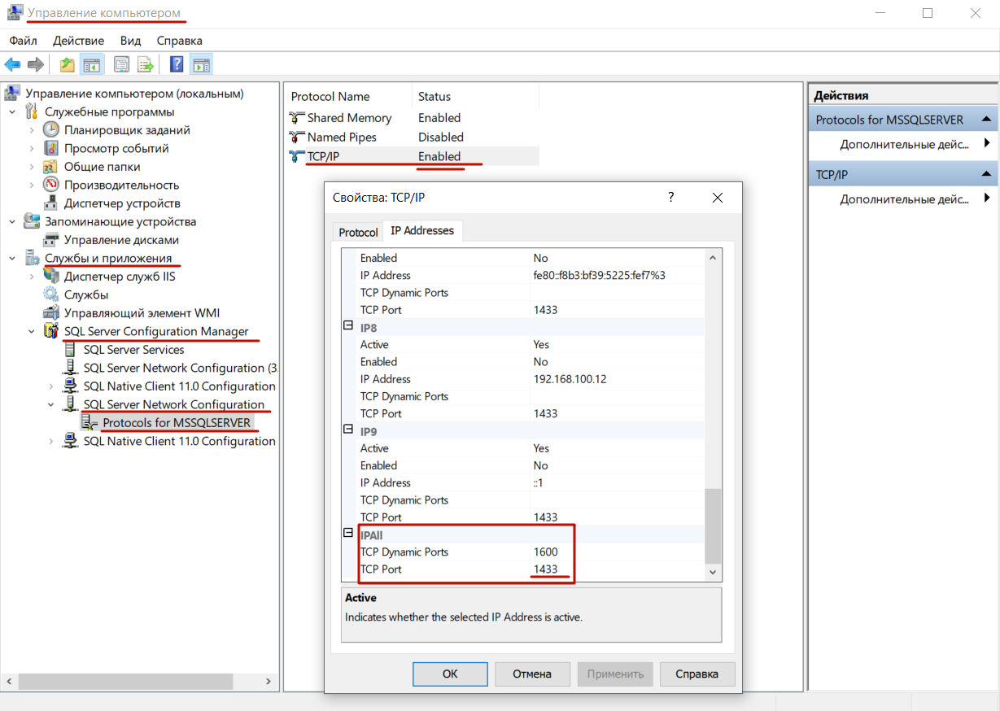 Управление компьютером
Файл Действие Вид Справка
Управление компьютером (локальным)
Служебные программы
Планировщик заданий
Просмотр событий
Общие папки
Производительность
Диспетчер устройств
Запоминающие устройства
Управление дисками
Службы и приложения
Диспетчер служб IIS
Службы
Управляющий элемент WMI
SQL Server Configuration Manager
SQL Server Services
SQL Server Network Configuration (3
SQL Native Client 11.0 Configuration
SQL Server Network Configuration
Protocols for MSSQLSERVER
SQL Native Client 11.0 Configuration
Protocol Name Status
Shared Memory Enabled
Named Pipes Disabled
TCP/IP Enabled
Свойства: TCP/IP ?
Protocol IP Addresses
Enabled No
IP Address fe80::f8b3:bf39:5225:fef7%3
TCP Dynamic Ports
TCP Port 1433
IP8
Active Yes
Enabled No
IP Address 192.168.100.12
TCP Dynamic Ports
TCP Port 1433
IP9
Active Yes
Enabled No
IP Address ::1
TCP Dynamic Ports
TCP Port 1433
IPAll
TCP Dynamic Ports 1600
TCP Port 1433
Active
Indicates whether the selected IP Address is active.
OK Отмена Применить Справка
Действия
Protocols for MSSQLSERVER
Дополнительные дейс...
TCP/IP
Дополнительные дейс...